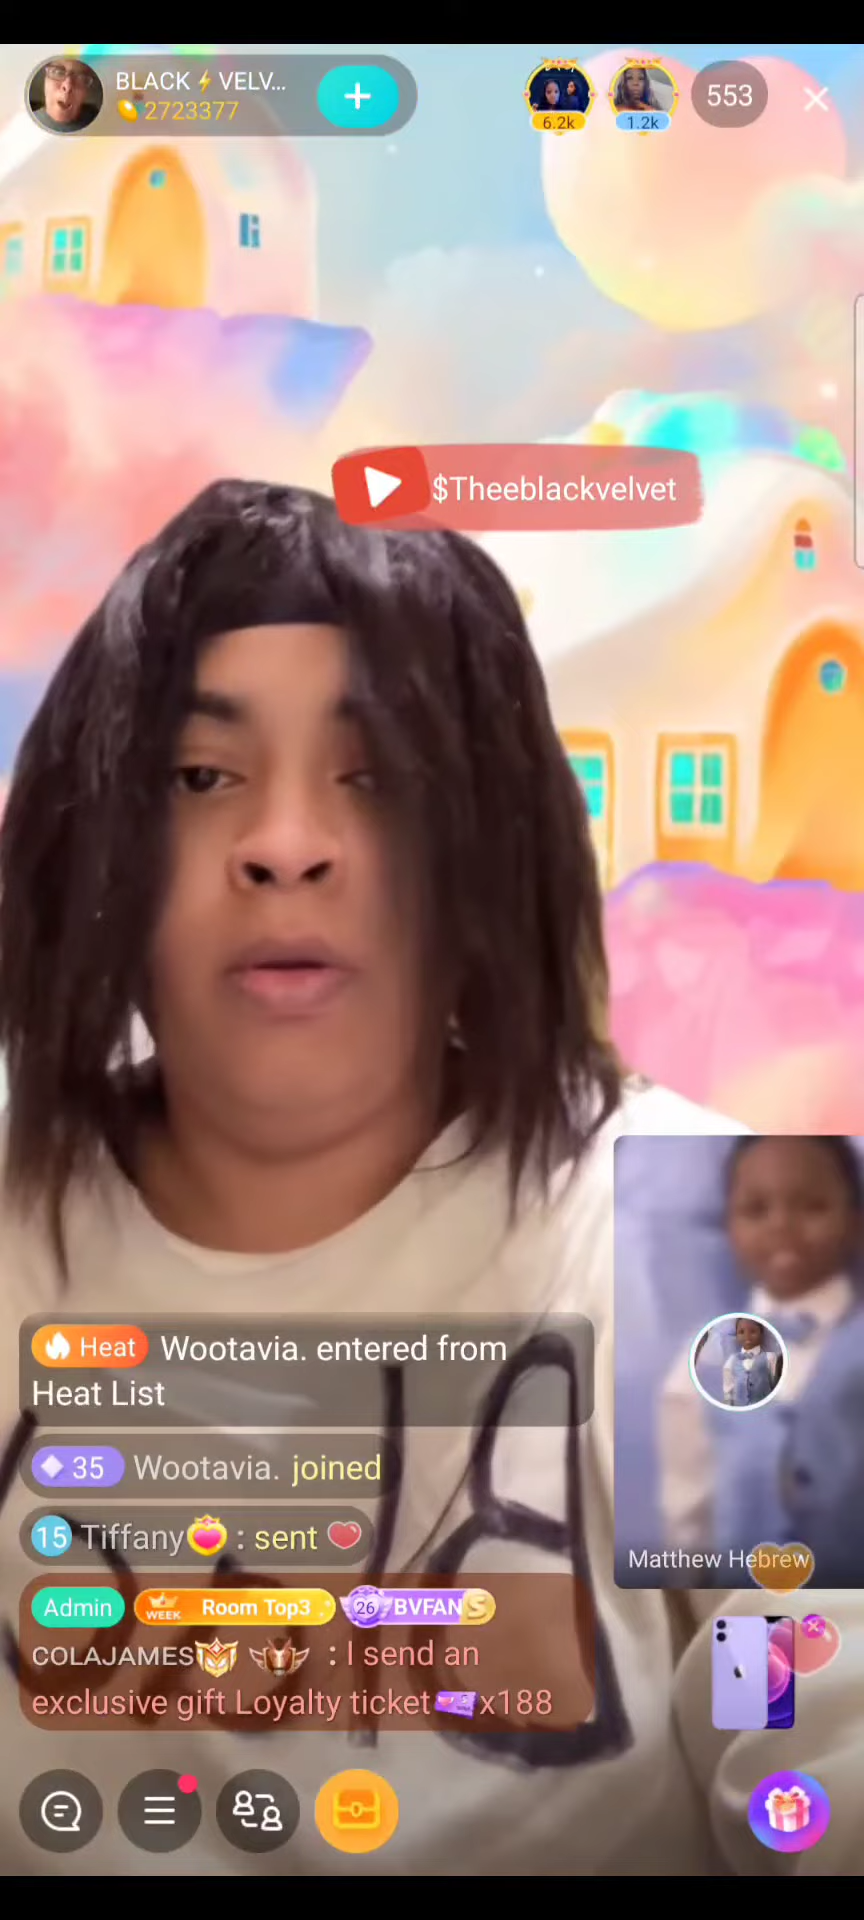 BLACK⚡VELV...
2723377
6.2k
1.2k
553
$Theeblackvelvet
Heat Wootavia. entered from
Heat List
35 Wootavia. joined
15 Tiffany : sent
Matthew Hebrew
Admin WEEK Room Top3 26 BVFAN S
COLAJAMES : I send an
exclusive gift Loyalty ticket x188